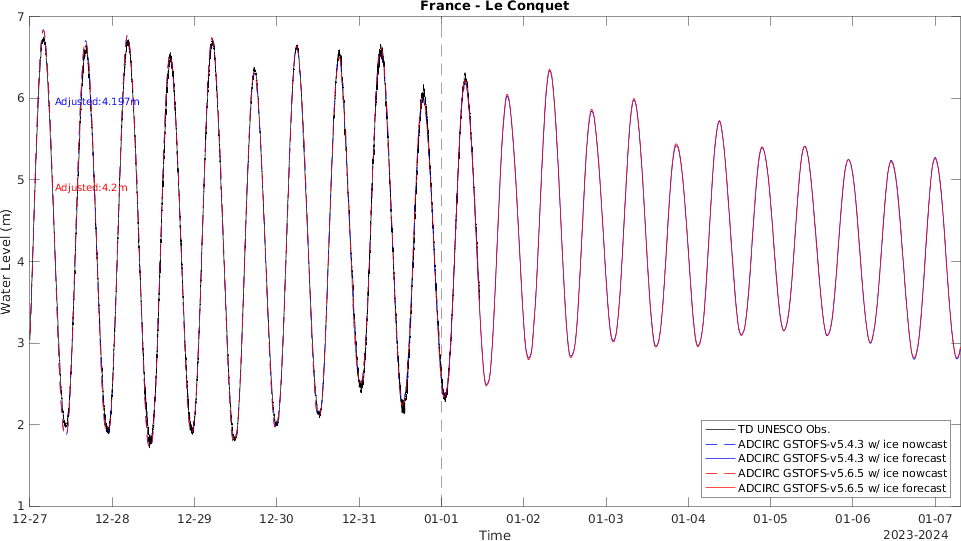 France - Le Conquet
7
6
5
4
3
2
1
Water Level (m)
Adjusted:4.197m
Adjusted:4.2m
TD UNESCO Obs.
ADCIRC GSTOFS-v5.4.3 w/ ice nowcast
ADCIRC GSTOFS-v5.4.3 w/ ice forecast
ADCIRC GSTOFS-v5.6.5 w/ ice nowcast
ADCIRC GSTOFS-v5.6.5 w/ ice forecast
12-27 12-28 12-29 12-30 12-31 01-01 01-02 01-03 01-04 01-05 01-06 01-07
Time
2023-2024